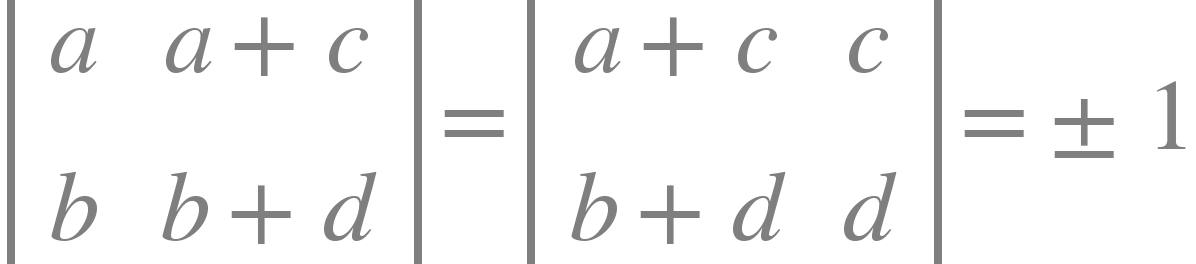 | a a + c | = | a + c c | = ± 1
| b b + d | | b + d d |